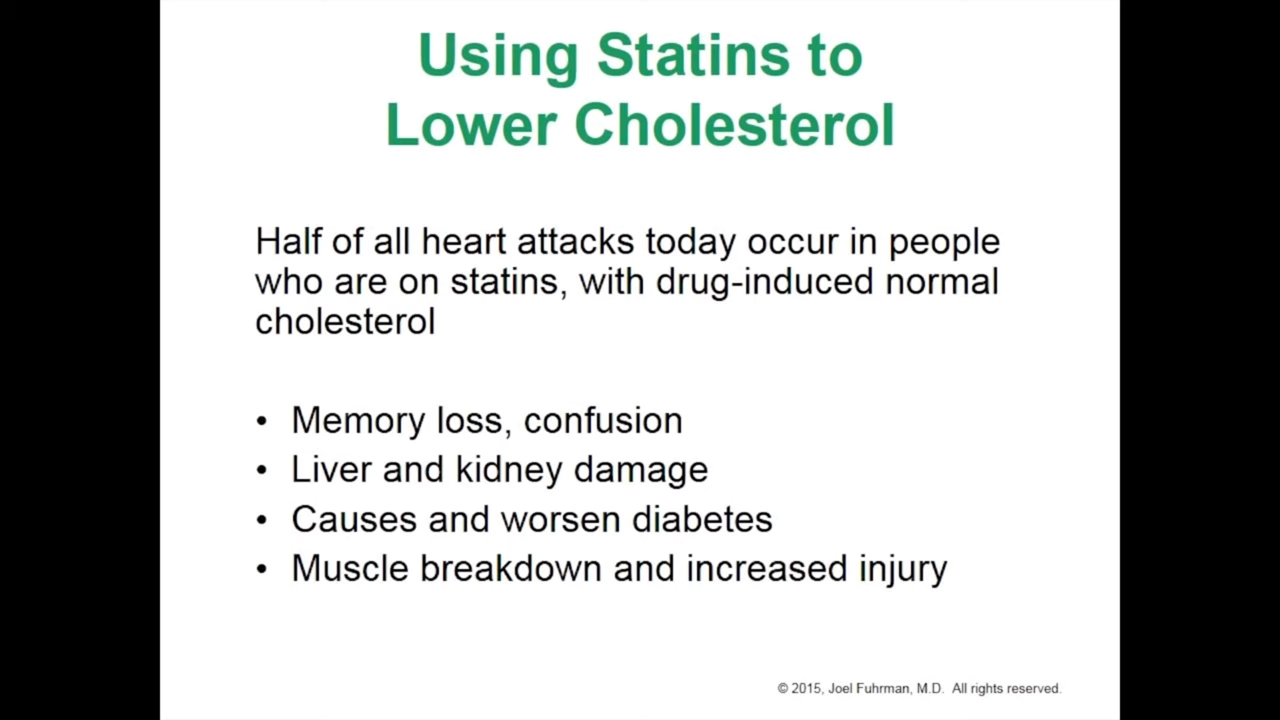 Using Statins to
Lower Cholesterol
Half of all heart attacks today occur in people
who are on statins, with drug-induced normal
cholesterol
• Memory loss, confusion
• Liver and kidney damage
• Causes and worsen diabetes
• Muscle breakdown and increased injury
© 2015, Joel Fuhrman, M.D. All rights reserved.